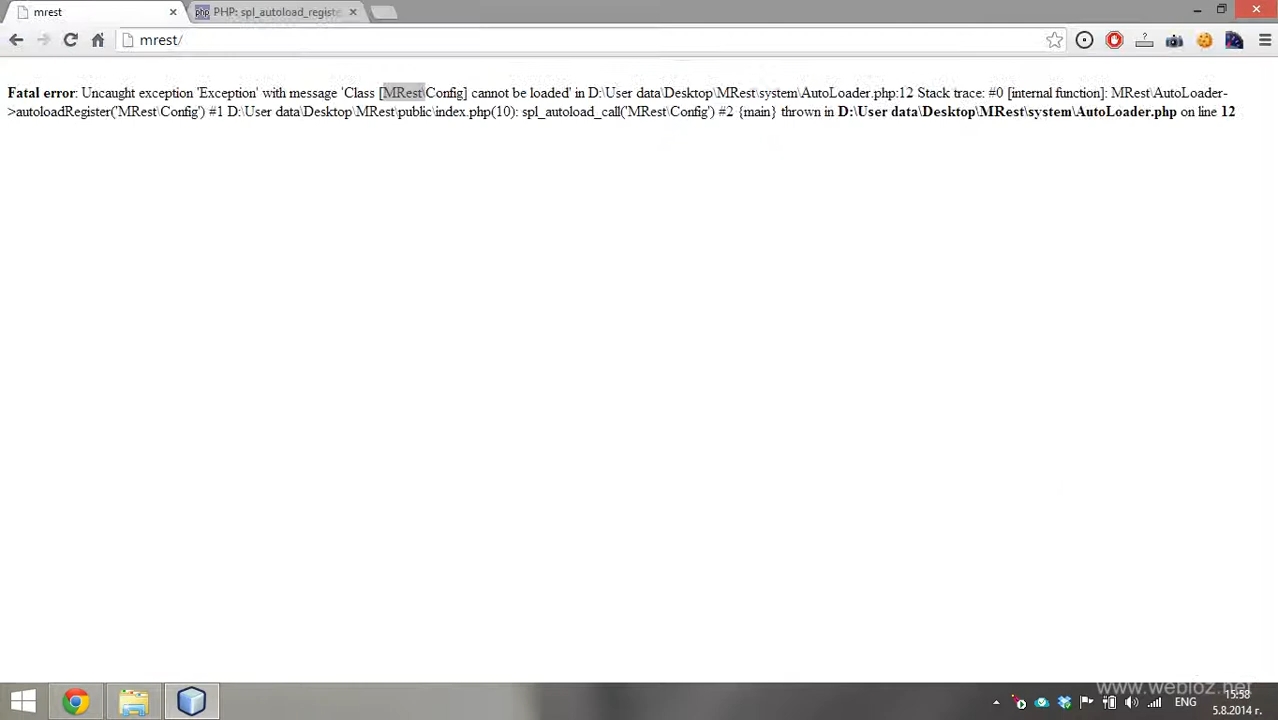 mrest
PHP: spl_autoload_registe
mrest/
Fatal error: Uncaught exception 'Exception' with message 'Class [MRest\Config] cannot be loaded' in D:\User data\Desktop\MRest\system\AutoLoader.php:12 Stack trace: #0 [internal function]: MRest\AutoLoader-
>autoloadRegister('MRest\Config') #1 D:\User data\Desktop\MRest\public\index.php(10): spl_autoload_call('MRest\Config') #2 {main} thrown in D:\User data\Desktop\MRest\system\AutoLoader.php on line 12
www.webloz.net
ЕНГ
15:58
5.8.2014 г.